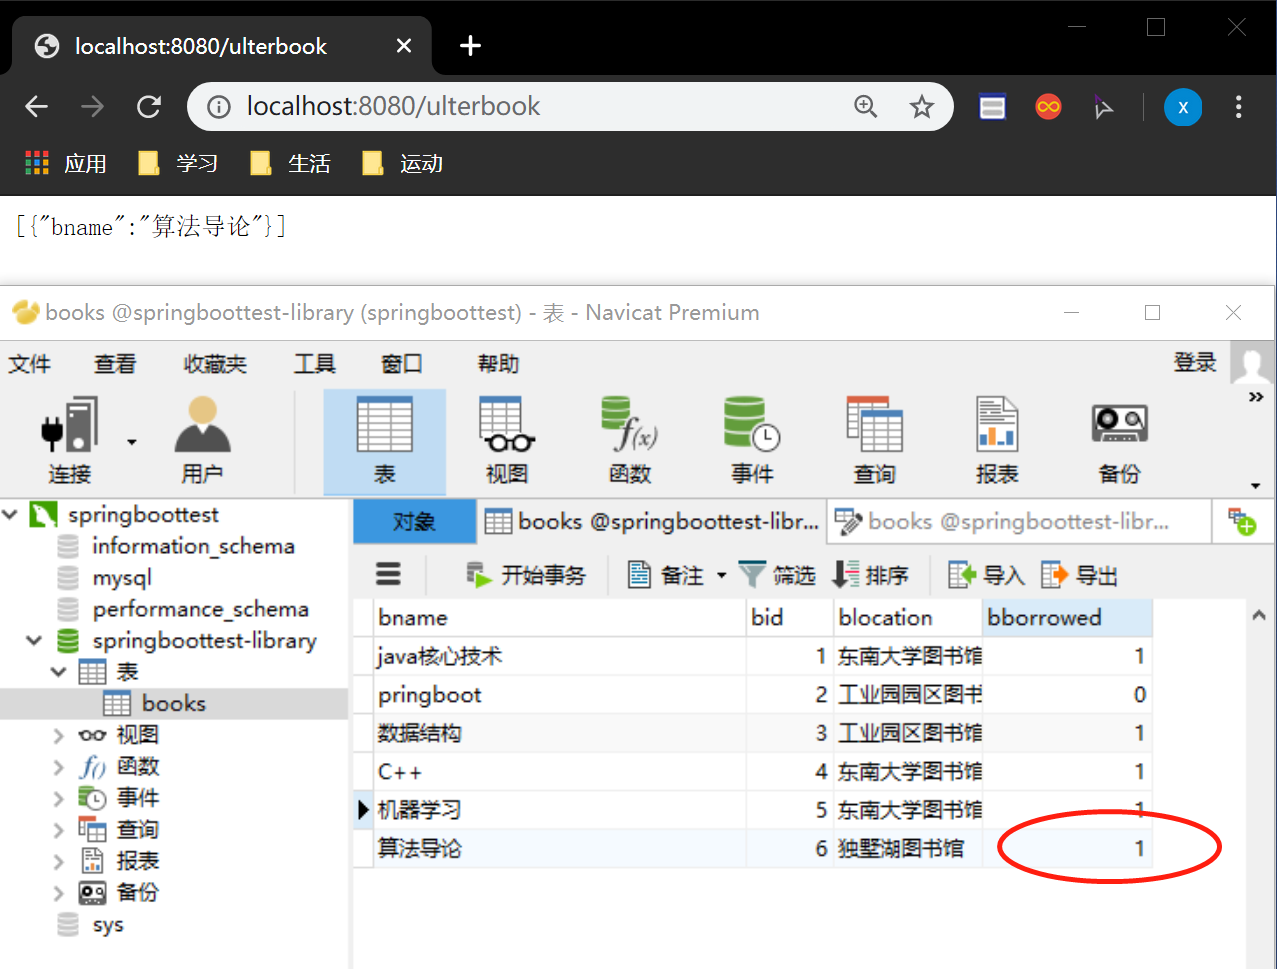 localhost:8080/ulterbook
localhost:8080/ulterbook
X
应用 学习 生活 运动
[{"bname":"算法导论"}]
books @springboottest-library (springboottest) - 表 - Navicat Premium
文件 查看 收藏夹 工具 窗口 帮助 登录
f(x)
连接 用户 表 视图 函数 事件 查询 报表 备份
springboottest
information_schema
mysql
performance_schema
springboottest-library
表
books
视图
f() 函数
事件
查询
报表
备份
sys
对象 books @springboottest-libr... books @springboottest-libr...
开始事务 备注 筛选 排序 导入 导出
bname bid blocation bborrowed
java核心技术 1 东南大学图书馆 1
pringboot 2 工业园园区图书 0
数据结构 3 工业园区图书馆 1
C++ 4 东南大学图书馆 1
机器学习 5 东南大学图书馆 1
算法导论 6 独墅湖图书馆 1